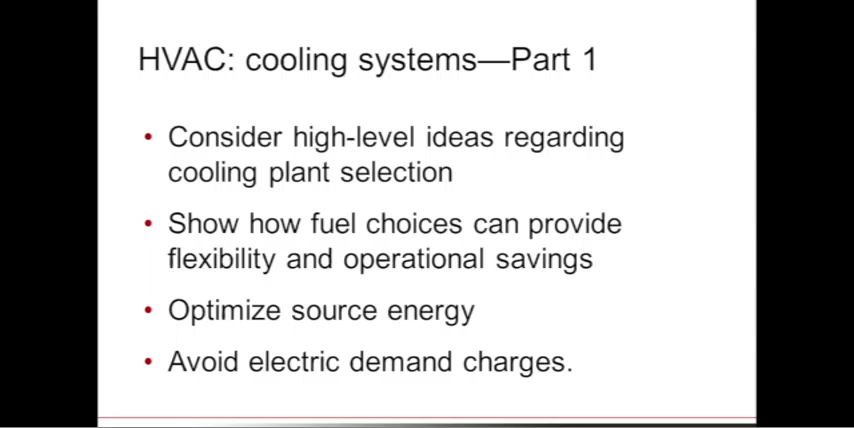 HVAC: cooling systems—Part 1
• Consider high-level ideas regarding
cooling plant selection
• Show how fuel choices can provide
flexibility and operational savings
• Optimize source energy
• Avoid electric demand charges.